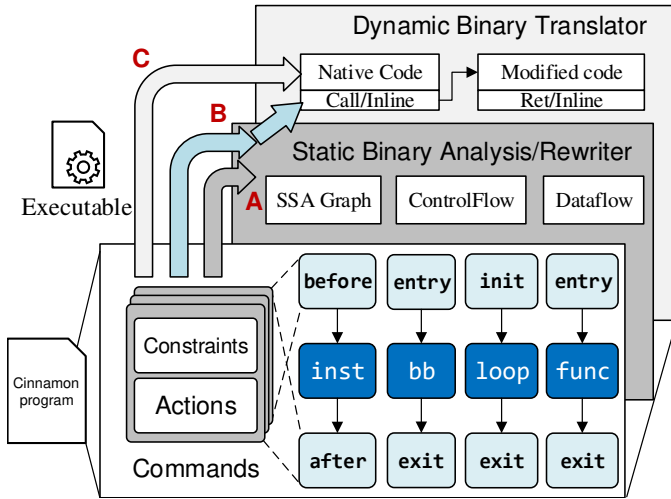 Dynamic Binary Translator
C
Native Code
Modified code
Call/Inline
Ret/Inline
B
Static Binary Analysis/Rewriter
Executable
A
SSA Graph
ControlFlow
Dataflow
before
entry
init
entry
Constraints
inst
bb
loop
func
Cinnamon
program
Actions
Commands
after
exit
exit
exit